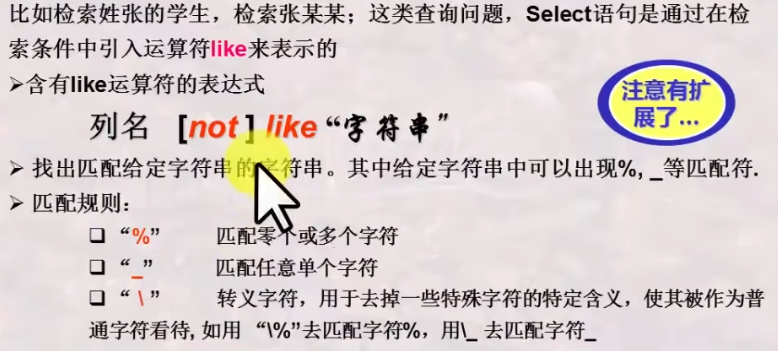 比如检索姓张的学生，检索张某某；这类查询问题，Select语句是通过在检
索条件中引入运算符like来表示的
➢含有like运算符的表达式
列名 [not ] like “字符串”
注意有扩
展了...
➢ 找出匹配给定字符串的字符串。其中给定字符串中可以出现%, _等匹配符.
➢ 匹配规则:
❑ “%” 匹配零个或多个字符
❑ “_” 匹配任意单个字符
❑ “ \ ” 转义字符，用于去掉一些特殊字符的特定含义，使其被作为普
通字符看待, 如用 “\%”去匹配字符%，用\_ 去匹配字符_